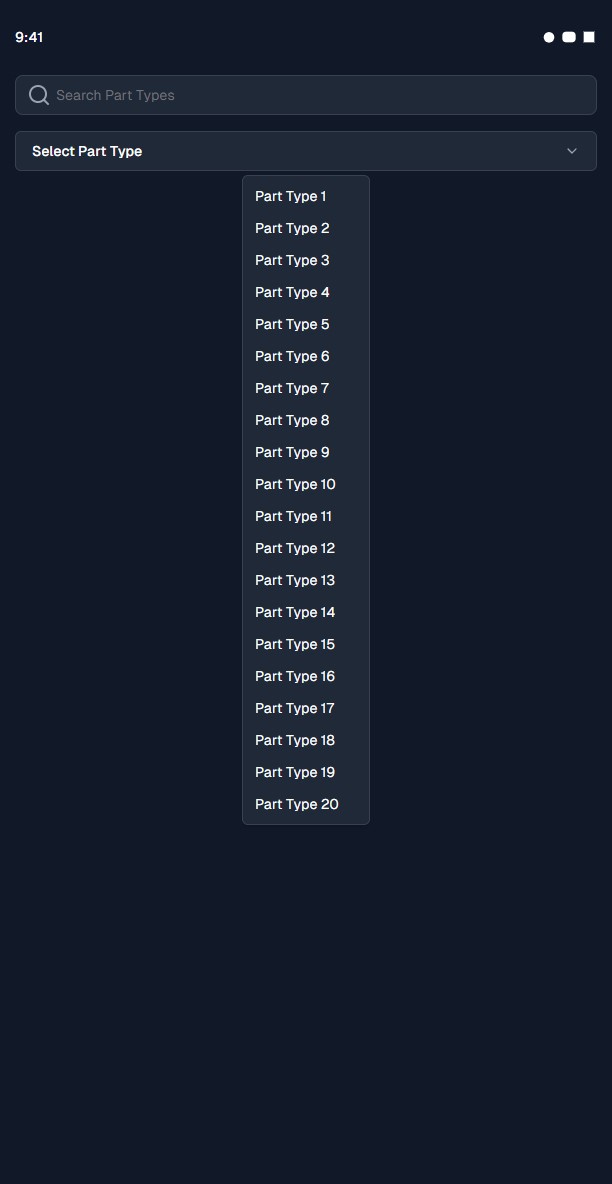 9:41
Search Part Types
Select Part Type
Part Type 1
Part Type 2
Part Type 3
Part Type 4
Part Type 5
Part Type 6
Part Type 7
Part Type 8
Part Type 9
Part Type 10
Part Type 11
Part Type 12
Part Type 13
Part Type 14
Part Type 15
Part Type 16
Part Type 17
Part Type 18
Part Type 19
Part Type 20